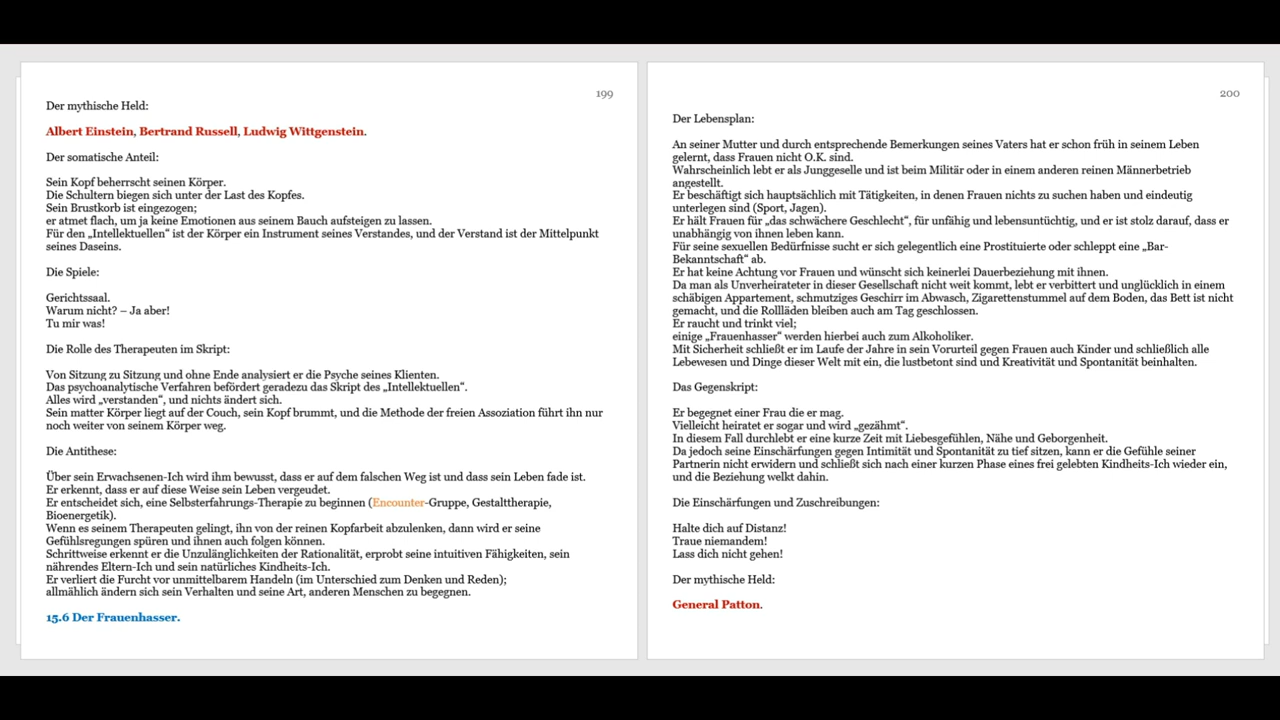 199
Der mythische Held:
Albert Einstein, Bertrand Russell, Ludwig Wittgenstein.
Der somatische Anteil:
Sein Kopf beherrscht seinen Körper.
Die Schultern biegen sich unter der Last des Kopfes.
Sein Brustkorb ist eingezogen;
er atmet flach, um ja keine Emotionen aus seinem Bauch aufsteigen zu lassen.
Für den „Intellektuellen“ ist der Körper ein Instrument seines Verstandes, und der Verstand ist der Mittelpunkt
seines Daseins.
Die Spiele:
Gerichtssaal.
Warum nicht? – Ja aber!
Tu mir was!
Die Rolle des Therapeuten im Skript:
Von Sitzung zu Sitzung und ohne Ende analysiert er die Psyche seines Klienten.
Das psychoanalytische Verfahren befördert geradezu das Skript des „Intellektuellen“.
Alles wird „verstanden“, und nichts ändert sich.
Sein matter Körper liegt auf der Couch, sein Kopf brummt, und die Methode der freien Assoziation führt ihn nur
noch weiter von seinem Körper weg.
Die Antithese:
Über sein Erwachsenen-Ich wird ihm bewusst, dass er auf dem falschen Weg ist und dass sein Leben fade ist.
Er erkennt, dass er auf diese Weise sein Leben vergeudet.
Er entscheidet sich, eine Selbsterfahrungs-Therapie zu beginnen (Encounter-Gruppe, Gestalttherapie,
Bioenergetik).
Wenn es seinem Therapeuten gelingt, ihn von der reinen Kopfarbeit abzulenken, dann wird er seine
Gefühlsregungen spüren und ihnen auch folgen können.
Schrittweise erkennt er die Unzulänglichkeiten der Rationalität, erprobt seine intuitiven Fähigkeiten, sein
nährendes Eltern-Ich und sein natürliches Kindheits-Ich.
Er verliert die Furcht vor unmittelbarem Handeln (im Unterschied zum Denken und Reden);
allmählich ändern sich sein Verhalten und seine Art, anderen Menschen zu begegnen.
15.6 Der Frauenhasser.
200
Der Lebensplan:
An seiner Mutter und durch entsprechende Bemerkungen seines Vaters hat er schon früh in seinem Leben
gelernt, dass Frauen nicht O.K. sind.
Wahrscheinlich lebt er als Junggeselle und ist beim Militär oder in einem anderen reinen Männerbetrieb
angestellt.
Er beschäftigt sich hauptsächlich mit Tätigkeiten, in denen Frauen nichts zu suchen haben und eindeutig
unterlegen sind (Sport, Jagen).
Er hält Frauen für „das schwächere Geschlecht“, für unfähig und lebensuntüchtig, und er ist stolz darauf, dass er
unabhängig von ihnen leben kann.
Für seine sexuellen Bedürfnisse sucht er sich gelegentlich eine Prostituierte oder schleppt eine „Bar-
Bekanntschaft“ ab.
Er hat keine Achtung vor Frauen und wünscht sich keinerlei Dauerbeziehung mit ihnen.
Da man als Unverheirateter in dieser Gesellschaft nicht weit kommt, lebt er verbittert und unglücklich in einem
schäbigen Appartement, schmutziges Geschirr im Abwasch, Zigarettenstummel auf dem Boden, das Bett ist nicht
gemacht, und die Rollläden bleiben auch am Tag geschlossen.
Er raucht und trinkt viel;
einige „Frauenhasser“ werden hierbei auch zum Alkoholiker.
Mit Sicherheit schließt er im Laufe der Jahre in sein Vorurteil gegen Frauen auch Kinder und schließlich alle
Lebewesen und Dinge dieser Welt mit ein, die lustbetont sind und Kreativität und Spontanität beinhalten.
Das Gegenskript:
Er begegnet einer Frau die er mag.
Vielleicht heiratet er sogar und wird „gezähmt“.
In diesem Fall durchlebt er eine kurze Zeit mit Liebesgefühlen, Nähe und Geborgenheit.
Da jedoch seine Einschärfungen gegen Intimität und Spontanität zu tief sitzen, kann er die Gefühle seiner
Partnerin nicht erwidern und schließt sich nach einer kurzen Phase eines frei gelebten Kindheits-Ich wieder ein,
und die Beziehung welkt dahin.
Die Einschärfungen und Zuschreibungen:
Halte dich auf Distanz!
Traue niemandem!
Lass dich nicht gehen!
Der mythische Held:
General Patton.